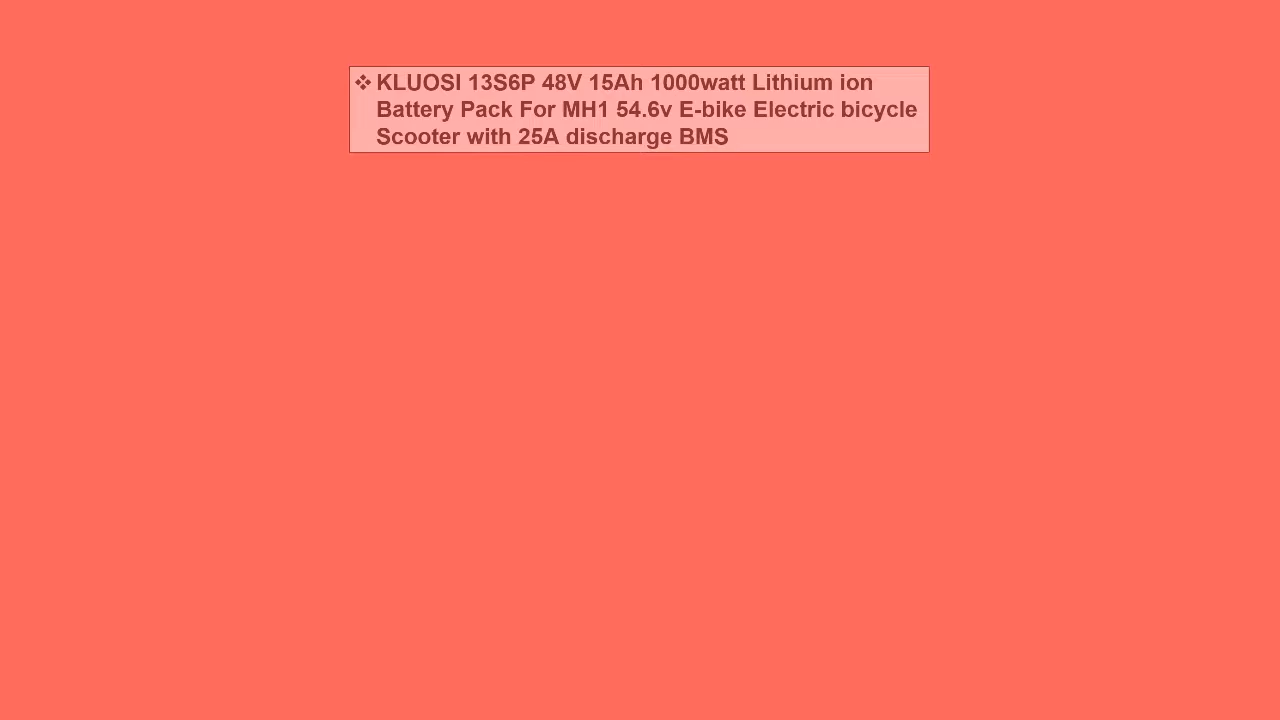 ❖ KLUOSI 13S6P 48V 15Ah 1000watt Lithium ion
Battery Pack For MH1 54.6v E-bike Electric bicycle
Scooter with 25A discharge BMS